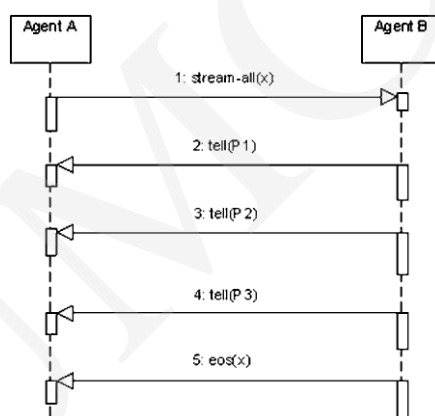 Agent A
Agent B
1: stream-all(x)
2: tell(P1)
3: tell(P2)
4: tell(P3)
5: eos(x)